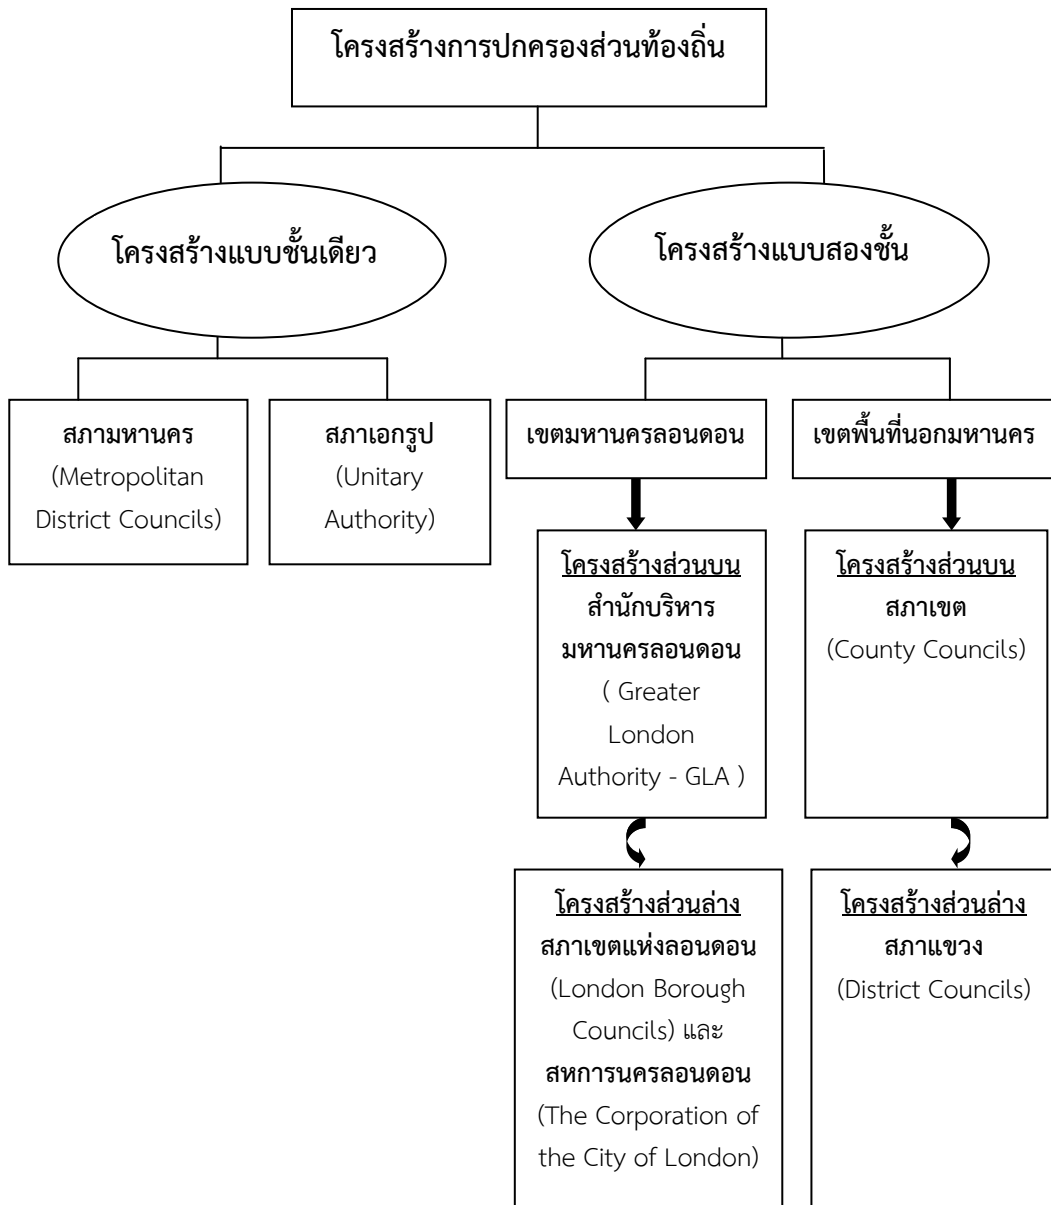 โครงสร้างการปกครองส่วนท้องถิ่น
โครงสร้างแบบชั้นเดียว
โครงสร้างแบบสองชั้น
สภามหานคร
(Metropolitan
District Councils)
สภาเอกรูป
(Unitary
Authority)
เขตมหานครลอนดอน
เขตพื้นที่นอกมหานคร
โครงสร้างส่วนบน
สำนักบริหาร
มหานครลอนดอน
( Greater
London
Authority - GLA )
โครงสร้างส่วนบน
สภาเขต
(County Councils)
โครงสร้างส่วนล่าง
สภาเขตแห่งลอนดอน
(London Borough
Councils) และ
สหการนครลอนดอน
(The Corporation of
the City of London)
โครงสร้างส่วนล่าง
สภาแขวง
(District Councils)